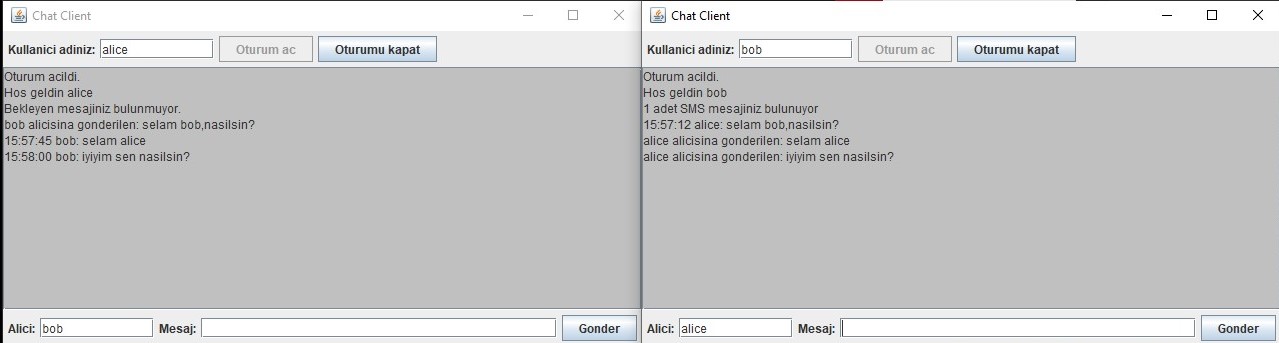 Chat Client
Kullanici adiniz: alice Oturum ac Oturumu kapat
Oturum acildi.
Hos geldin alice
Bekleyen mesajiniz bulunmuyor.
bob alicisina gonderilen: selam bob,nasilsin?
15:57:45 bob: selam alice
15:58:00 bob: iyiyim sen nasilsin?
Alici: bob Mesaj: Gonder
Chat Client
Kullanici adiniz: bob Oturum ac Oturumu kapat
Oturum acildi.
Hos geldin bob
1 adet SMS mesajiniz bulunuyor
15:57:12 alice: selam bob,nasilsin?
alice alicisina gonderilen: selam alice
alice alicisina gonderilen: iyiyim sen nasilsin?
Alici: alice Mesaj: Gonder